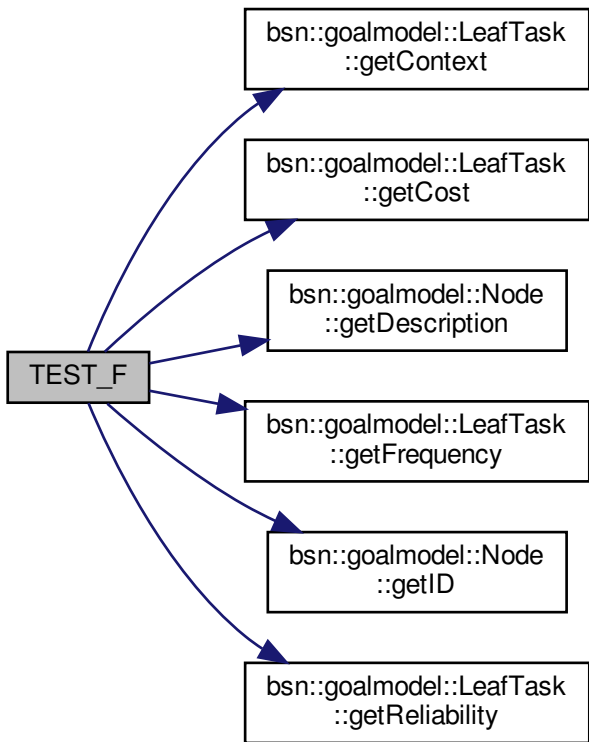 bsn::goalmodel::LeafTask
::getContext
bsn::goalmodel::LeafTask
::getCost
bsn::goalmodel::Node
::getDescription
TEST_F
bsn::goalmodel::LeafTask
::getFrequency
bsn::goalmodel::Node
::getID
bsn::goalmodel::LeafTask
::getReliability